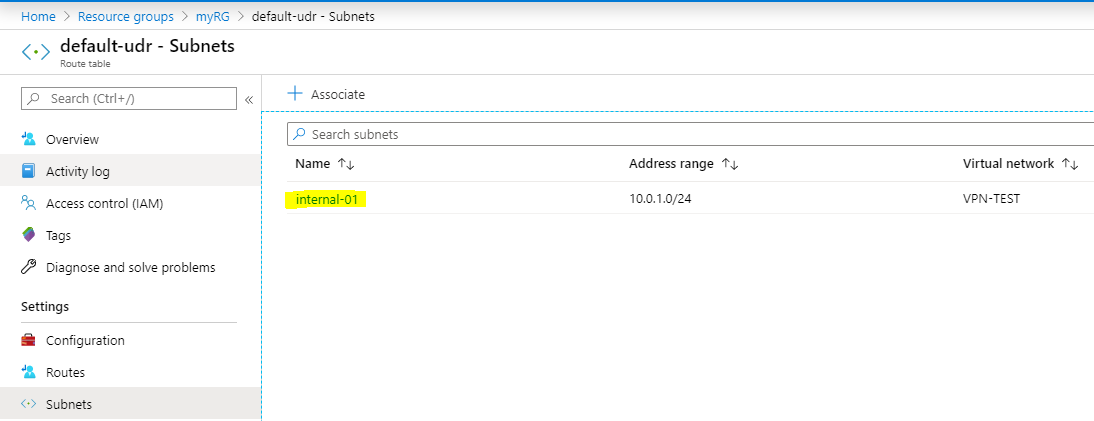 Home > Resource groups > myRG > default-udr - Subnets
default-udr - Subnets
Route table
Search (Ctrl+/)
«
Overview
Activity log
Access control (IAM)
Tags
Diagnose and solve problems
Settings
Configuration
Routes
Subnets
+ Associate
Search subnets
Name ↑↓ Address range ↑↓ Virtual network ↑↓
internal-01 10.0.1.0/24 VPN-TEST